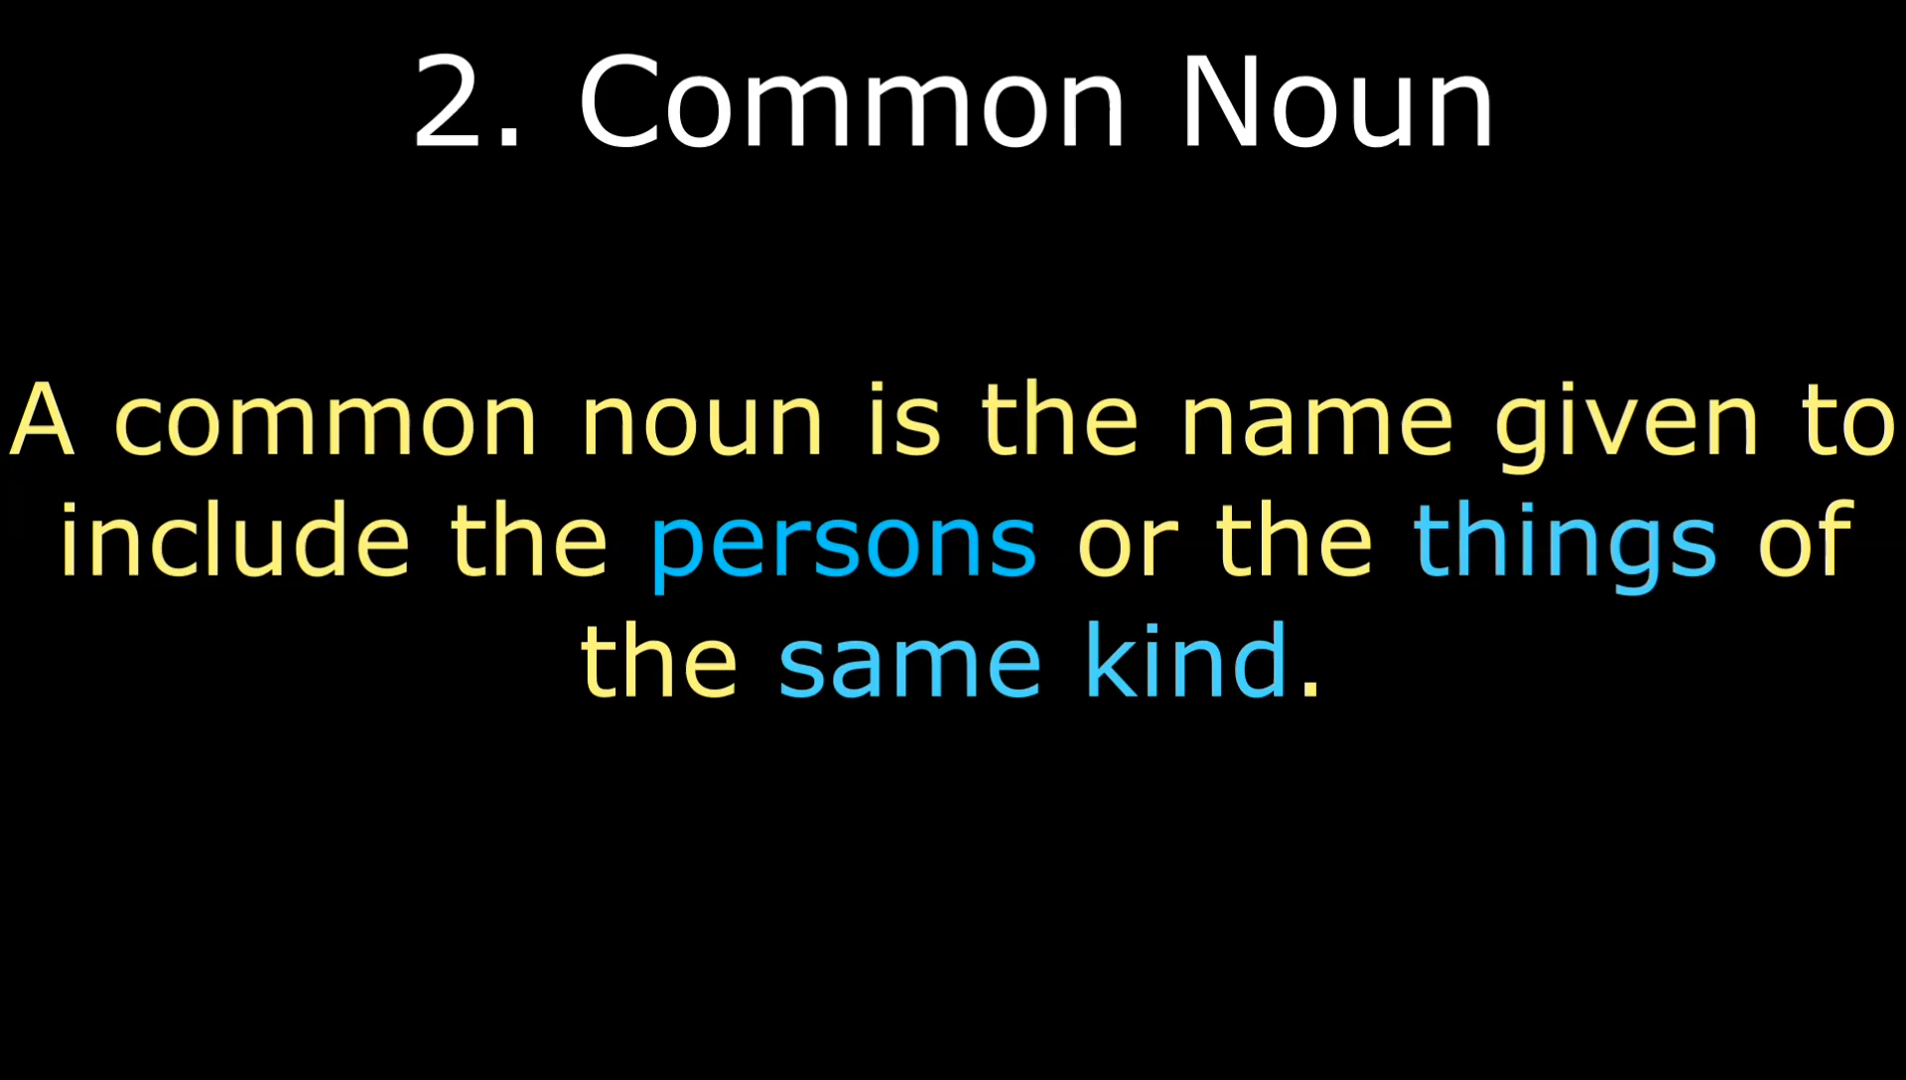 2. Common Noun
A common noun is the name given to
include the persons or the things of
the same kind.